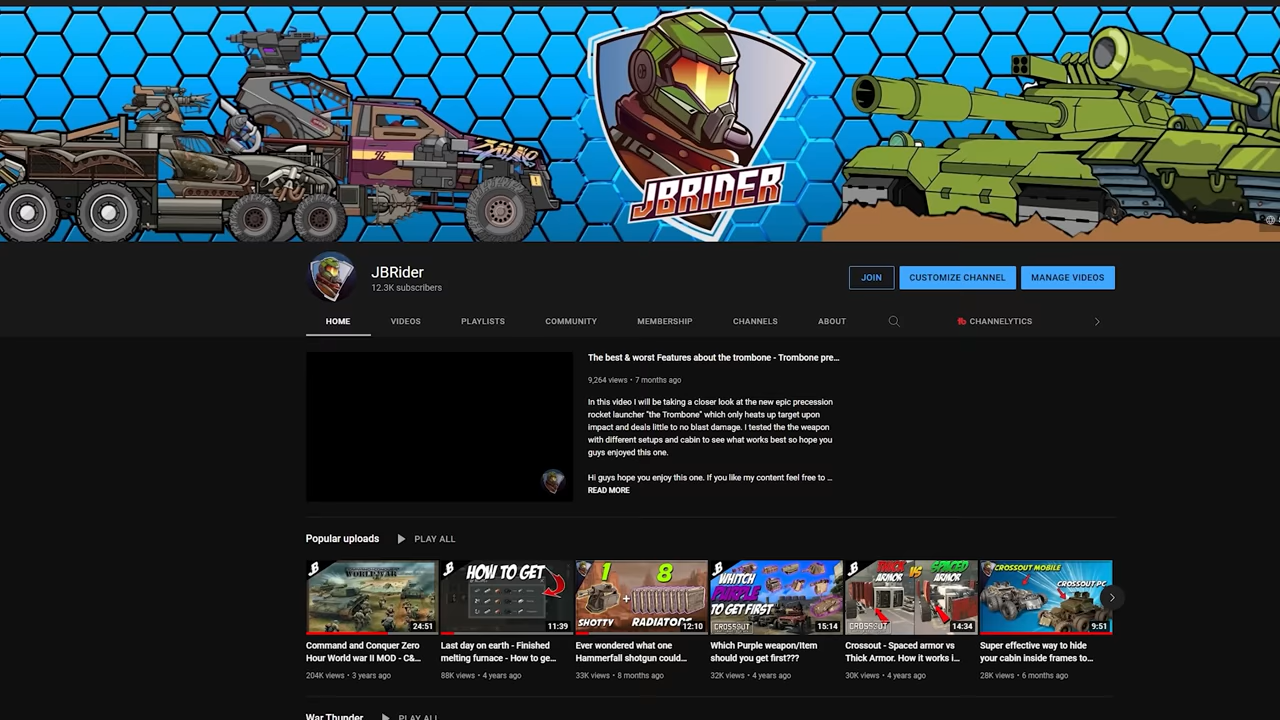 JBRIDER
JBRider
12.3K subscribers
JOIN
CUSTOMIZE CHANNEL
MANAGE VIDEOS
HOME
VIDEOS
PLAYLISTS
COMMUNITY
MEMBERSHIP
CHANNELS
ABOUT
CHANNELYTICS
The best & worst Features about the trombone - Trombone pre...
9,264 views • 7 months ago
In this video I will be taking a closer look at the new epic precession
rocket launcher "the Trombone" which only heats up target upon
impact and deals little to no blast damage. I tested the the weapon
with different setups and cabin to see what works best so hope you
guys enjoyed this one.
Hi guys hope you enjoy this one. If you like my content feel free to ...
READ MORE
Popular uploads
PLAY ALL
WORLD WAR
24:51
Command and Conquer Zero
Hour World war II MOD - C&...
204K views • 3 years ago
HOW TO GET
11:39
Last day on earth - Finished
melting furnace - How to ge...
88K views • 4 years ago
1 + 8
SHOTTY
RADIATOR
12:10
Ever wondered what one
Hammerfall shotgun could...
33K views • 8 months ago
WHITCH
PURPLE
TO GET FIRST
CROSSOUT
15:14
Which Purple weapon/Item
should you get first???
32K views • 4 years ago
THICK ARMOR VS SPACED ARMOR
CROSSOUT
14:34
Crossout - Spaced armor vs
Thick Armor. How it works i...
30K views • 4 years ago
CROSSOUT MOBILE
CROSSOUT PC
9:51
Super effective way to hide
your cabin inside frames to...
28K views • 6 months ago
War Thunder
PLAY ALL